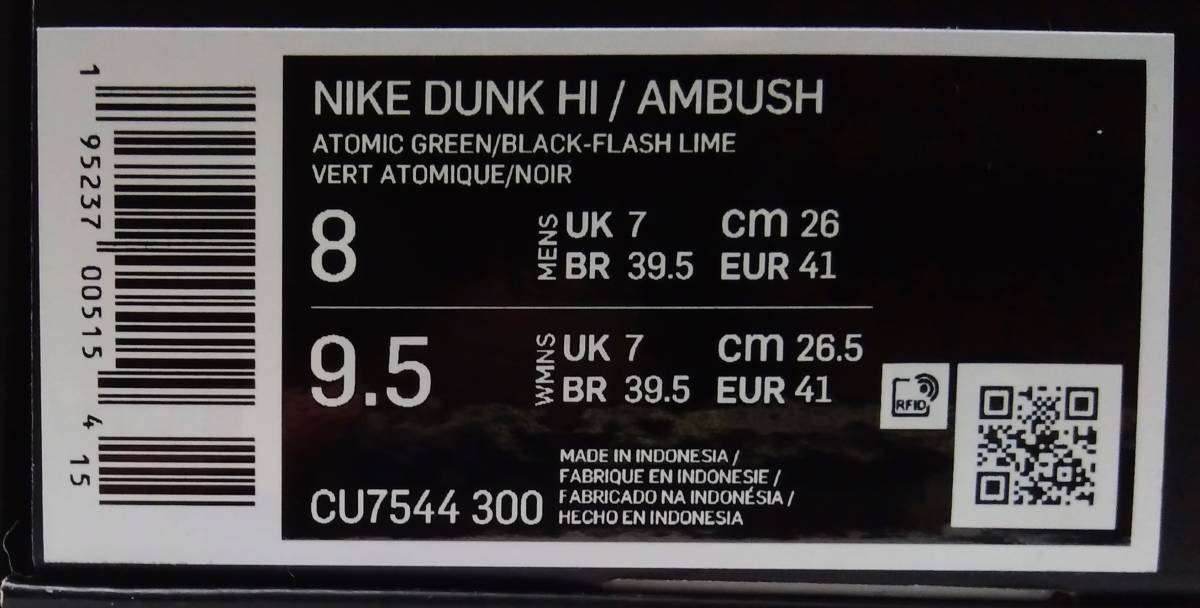 1 95237 00515 4 15
NIKE DUNK HI / AMBUSH
ATOMIC GREEN/BLACK-FLASH LIME
VERT ATOMIQUE/NOIR
8 MENS UK 7 cm 26
BR 39.5 EUR 41
9.5 WMNS UK 7 cm 26.5
BR 39.5 EUR 41
RFID
MADE IN INDONESIA /
FABRIQUE EN INDONESIE /
FABRICADO NA INDONÉSIA /
HECHO EN INDONESIA
CU7544 300